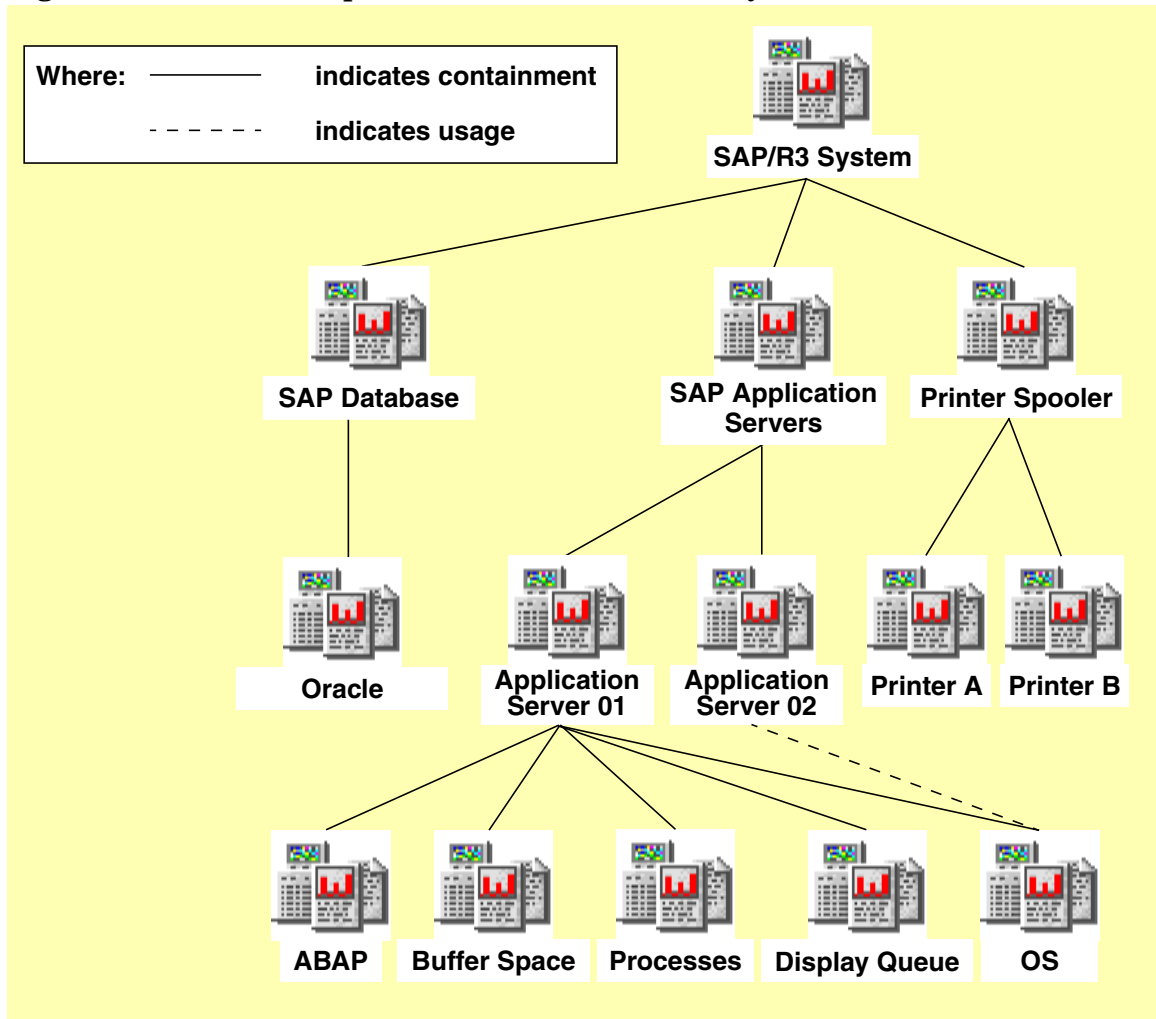 Where:
indicates containment
indicates usage
SAP/R3 System
SAP Database
SAP Application
Servers
Printer Spooler
Oracle
Application
Server 01
Application
Server 02
Printer A
Printer B
ABAP
Buffer Space
Processes
Display Queue
OS